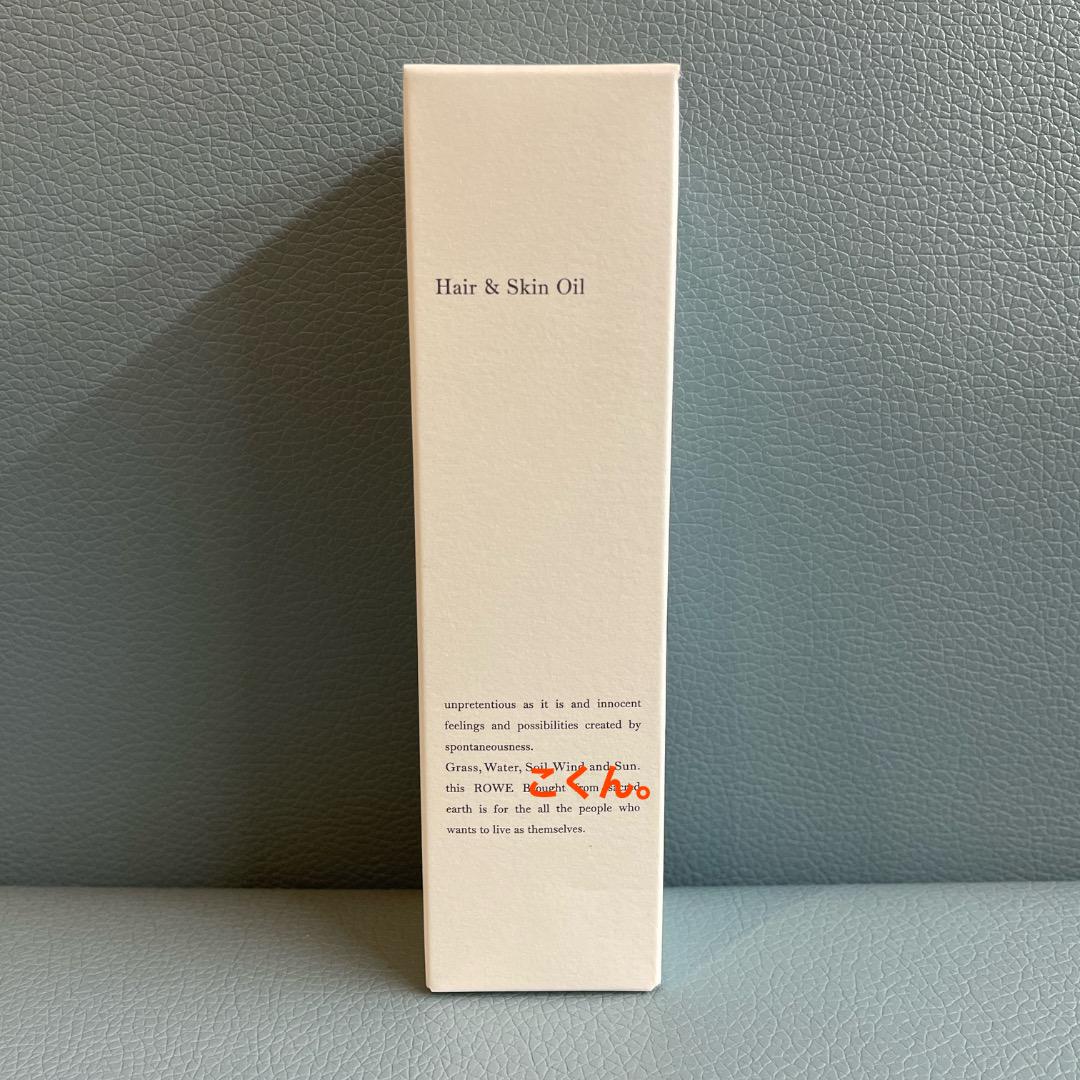 Hair & Skin Oil
unpretentious as it is and innocent
feelings and possibilities created by
spontaneousness.
Grass, Water, Soil, Wind and Sun.
this ROWE Brought from sacred
こくん。
earth is for the all the people who
wants to live as themselves.